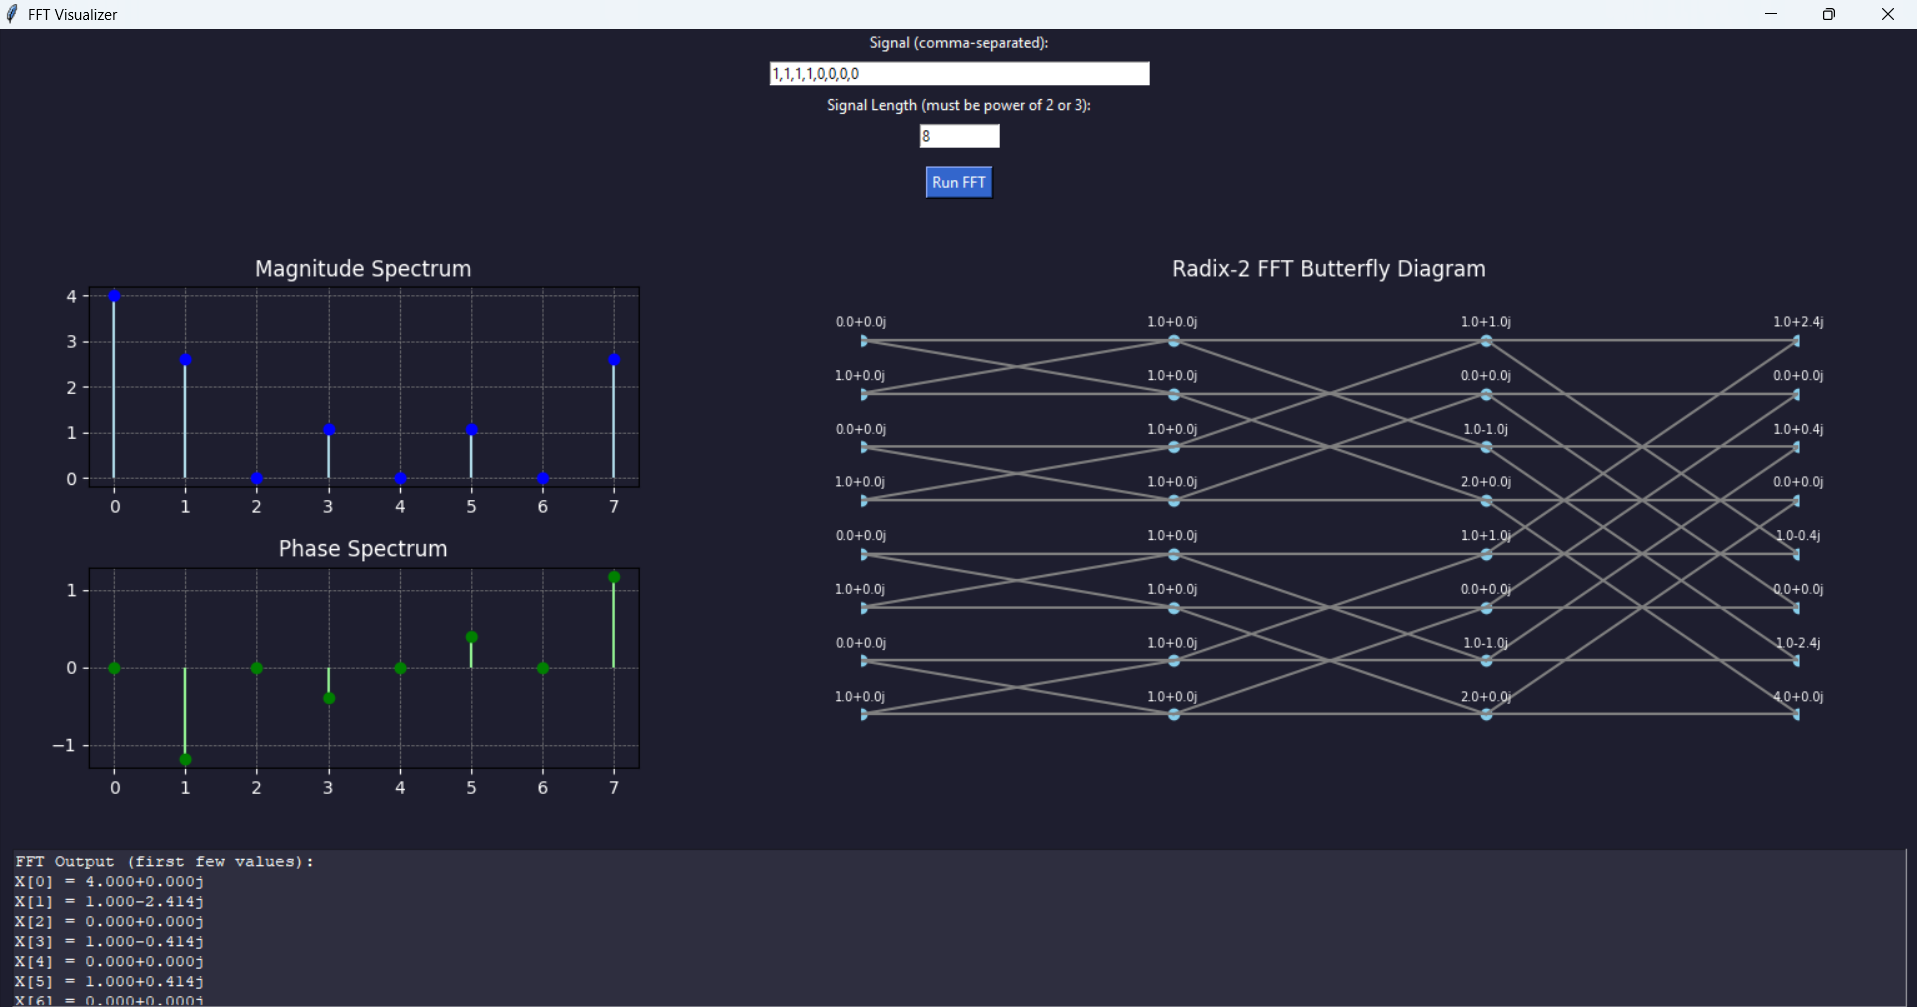 FFT Visualizer
Signal (comma-separated):
1,1,1,1,0,0,0,0
Signal Length (must be power of 2 or 3):
8
Run FFT
Magnitude Spectrum
4
3
2
1
0
0 1 2 3 4 5 6 7
Phase Spectrum
1
0
−1
0 1 2 3 4 5 6 7
Radix-2 FFT Butterfly Diagram
0.0+0.0j 1.0+0.0j 1.0+1.0j 1.0+2.4j
1.0+0.0j 1.0+0.0j 0.0+0.0j 0.0+0.0j
0.0+0.0j 1.0+0.0j 1.0-1.0j 1.0+0.4j
1.0+0.0j 1.0+0.0j 2.0+0.0j 0.0+0.0j
0.0+0.0j 1.0+0.0j 1.0+1.0j 1.0-0.4j
1.0+0.0j 1.0+0.0j 0.0+0.0j 0.0+0.0j
0.0+0.0j 1.0+0.0j 1.0-1.0j 1.0-2.4j
1.0+0.0j 1.0+0.0j 2.0+0.0j 4.0+0.0j
FFT Output (first few values):
X[0] = 4.000+0.000j
X[1] = 1.000-2.414j
X[2] = 0.000+0.000j
X[3] = 1.000-0.414j
X[4] = 0.000+0.000j
X[5] = 1.000+0.414j
X[6] = 0.000+0.000j